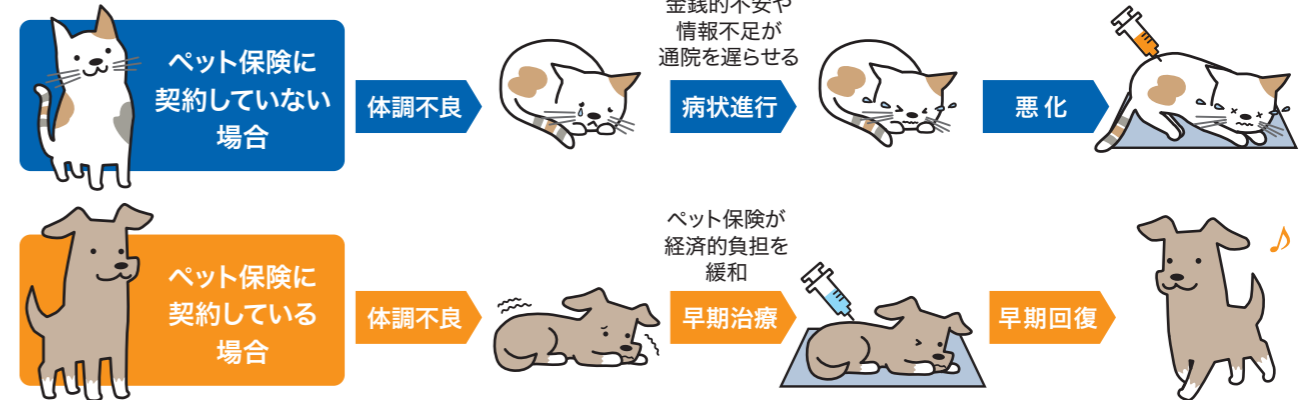 金銭的不安や
情報不足が
通院を遅らせる
ペット保険に
契約していない
場合
体調不良
病状進行
悪化
ペット保険が
経済的負担を
緩和
ペット保険に
契約している
場合
体調不良
早期治療
早期回復